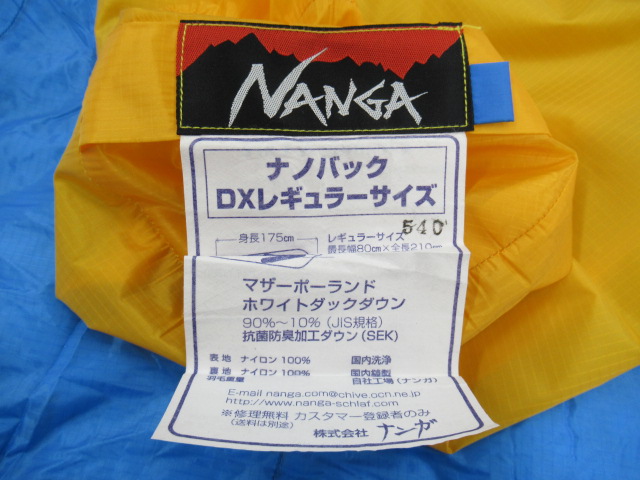 NANGA
ナノバック
DXレギュラーサイズ
540
身長175cm
レギュラーサイズ
最長幅80cm×全長210cm
マザーポーランド
ホワイトダックダウン
90%~10% (JIS規格)
抗菌防臭加工ダウン(SEK)
表地 ナイロン100% 国内洗浄
裏地 ナイロン100% 国内縫製
羽毛重量 自社工場(ナンガ)
E-mail nanga.com@chive.ocn.ne.jp
http://www.nanga-schlaf.com
※修理無料 カスタマー登録者のみ
(送料は別途)
株式会社 ナンガ